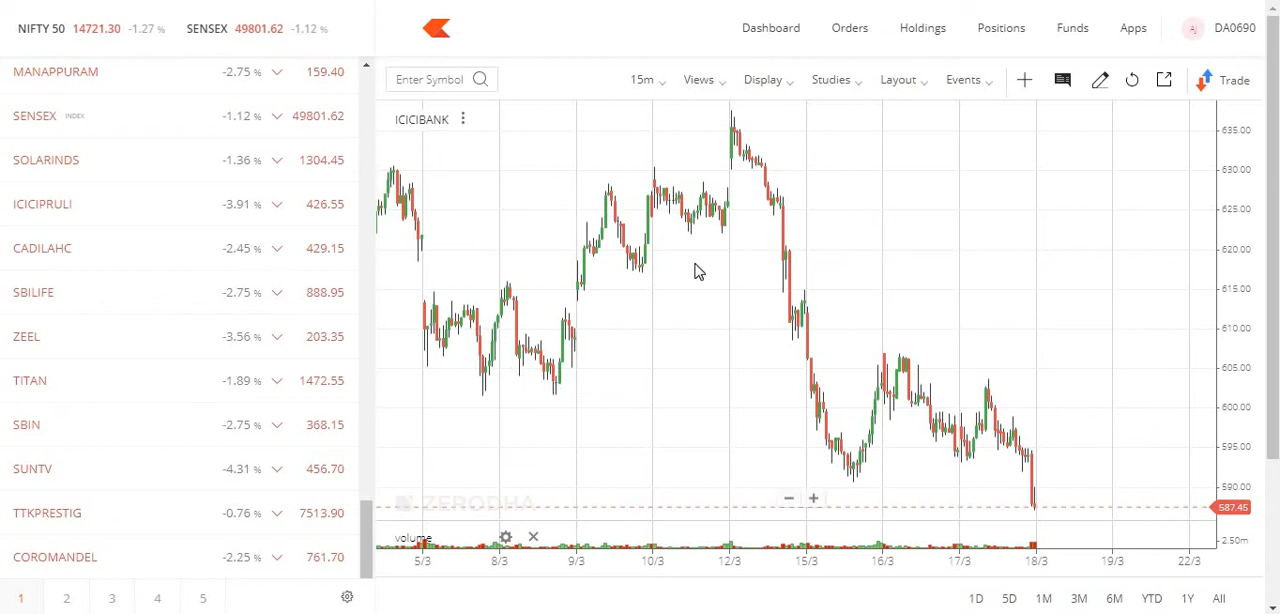 NIFTY 50 14721.30 -1.27 % SENSEX 49801.62 -1.12 %
Dashboard Orders Holdings Positions Funds Apps AJ DA0690
MANAPPURAM -2.75 % 159.40
SENSEX INDEX -1.12 % 49801.62
SOLARINDS -1.36 % 1304.45
ICICIPRULI -3.91 % 426.55
CADILAHC -2.45 % 429.15
SBILIFE -2.75 % 888.95
ZEEL -3.56 % 203.35
TITAN -1.89 % 1472.55
SBIN -2.75 % 368.15
SUNTV -4.31 % 456.70
TTKPRESTIG -0.76 % 7513.90
COROMANDEL -2.25 % 761.70
1 2 3 4 5
Enter Symbol 15m Views Display Studies Layout Events Trade
ICICIBANK
635.00
630.00
625.00
620.00
615.00
610.00
605.00
600.00
595.00
590.00
587.45
ZERODHA
volume
2.50m
5/3 8/3 9/3 10/3 12/3 15/3 16/3 17/3 18/3 19/3 22/3
1D 5D 1M 3M 6M YTD 1Y All